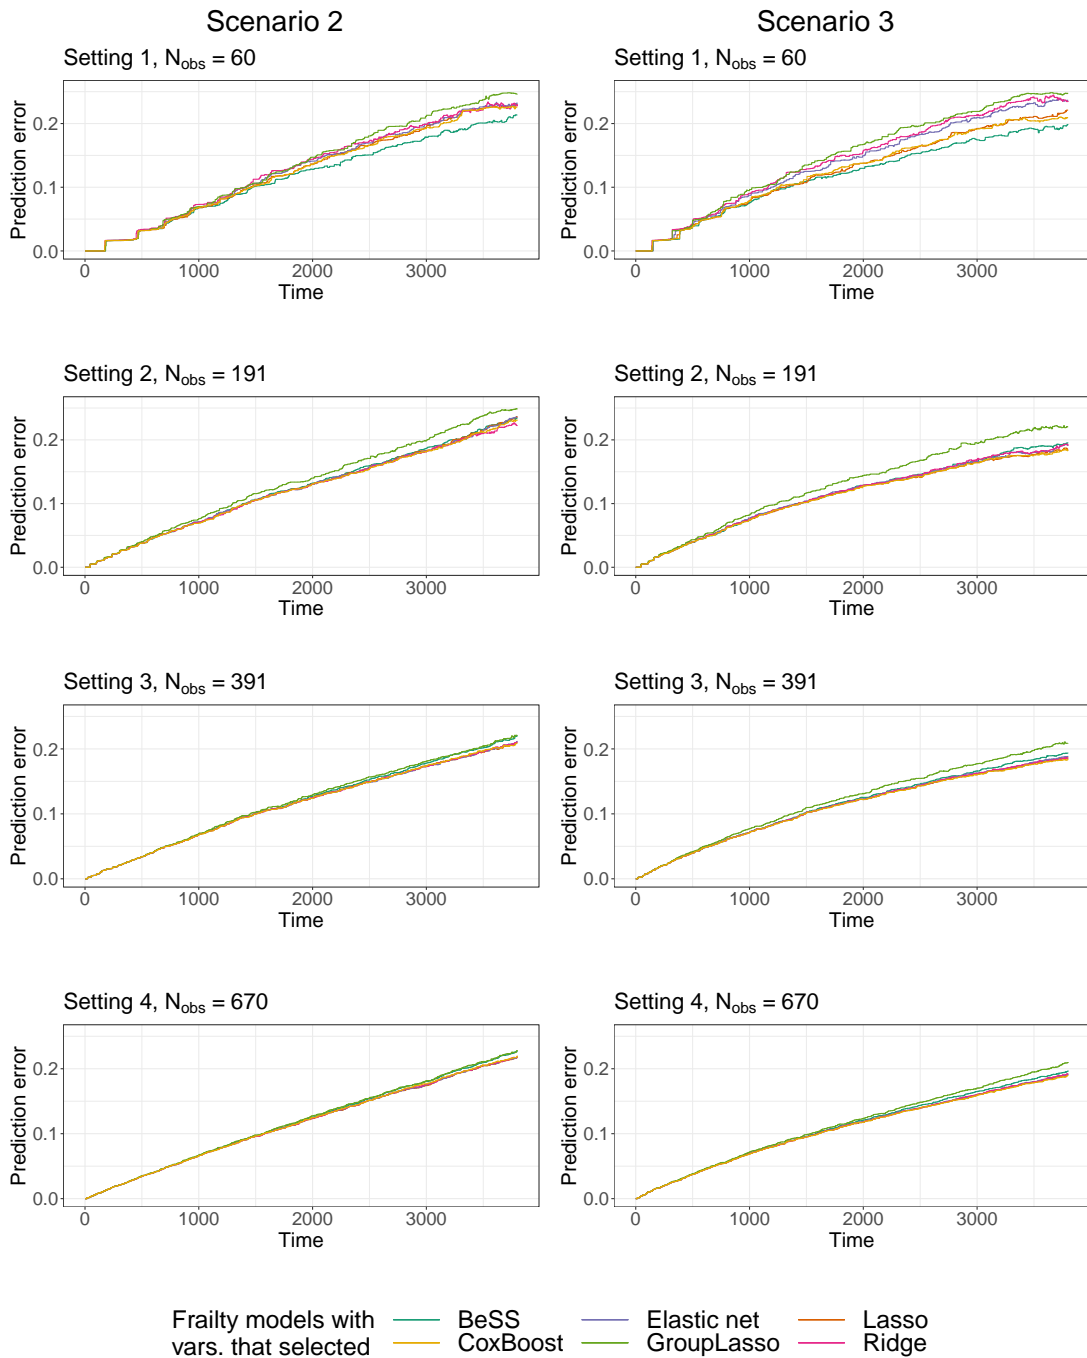 Scenario 2
Scenario 3
Setting 1, Nobs = 60
Prediction error
0.2
0.1
0.0
0 1000 2000 3000
Time
Setting 1, Nobs = 60
Prediction error
0.2
0.1
0.0
0 1000 2000 3000
Time
Setting 2, Nobs = 191
Prediction error
0.2
0.1
0.0
0 1000 2000 3000
Time
Setting 2, Nobs = 191
Prediction error
0.2
0.1
0.0
0 1000 2000 3000
Time
Setting 3, Nobs = 391
Prediction error
0.2
0.1
0.0
0 1000 2000 3000
Time
Setting 3, Nobs = 391
Prediction error
0.2
0.1
0.0
0 1000 2000 3000
Time
Setting 4, Nobs = 670
Prediction error
0.2
0.1
0.0
0 1000 2000 3000
Time
Setting 4, Nobs = 670
Prediction error
0.2
0.1
0.0
0 1000 2000 3000
Time
Frailty models with
vars. that selected
BeSS
CoxBoost
Elastic net
GroupLasso
Lasso
Ridge